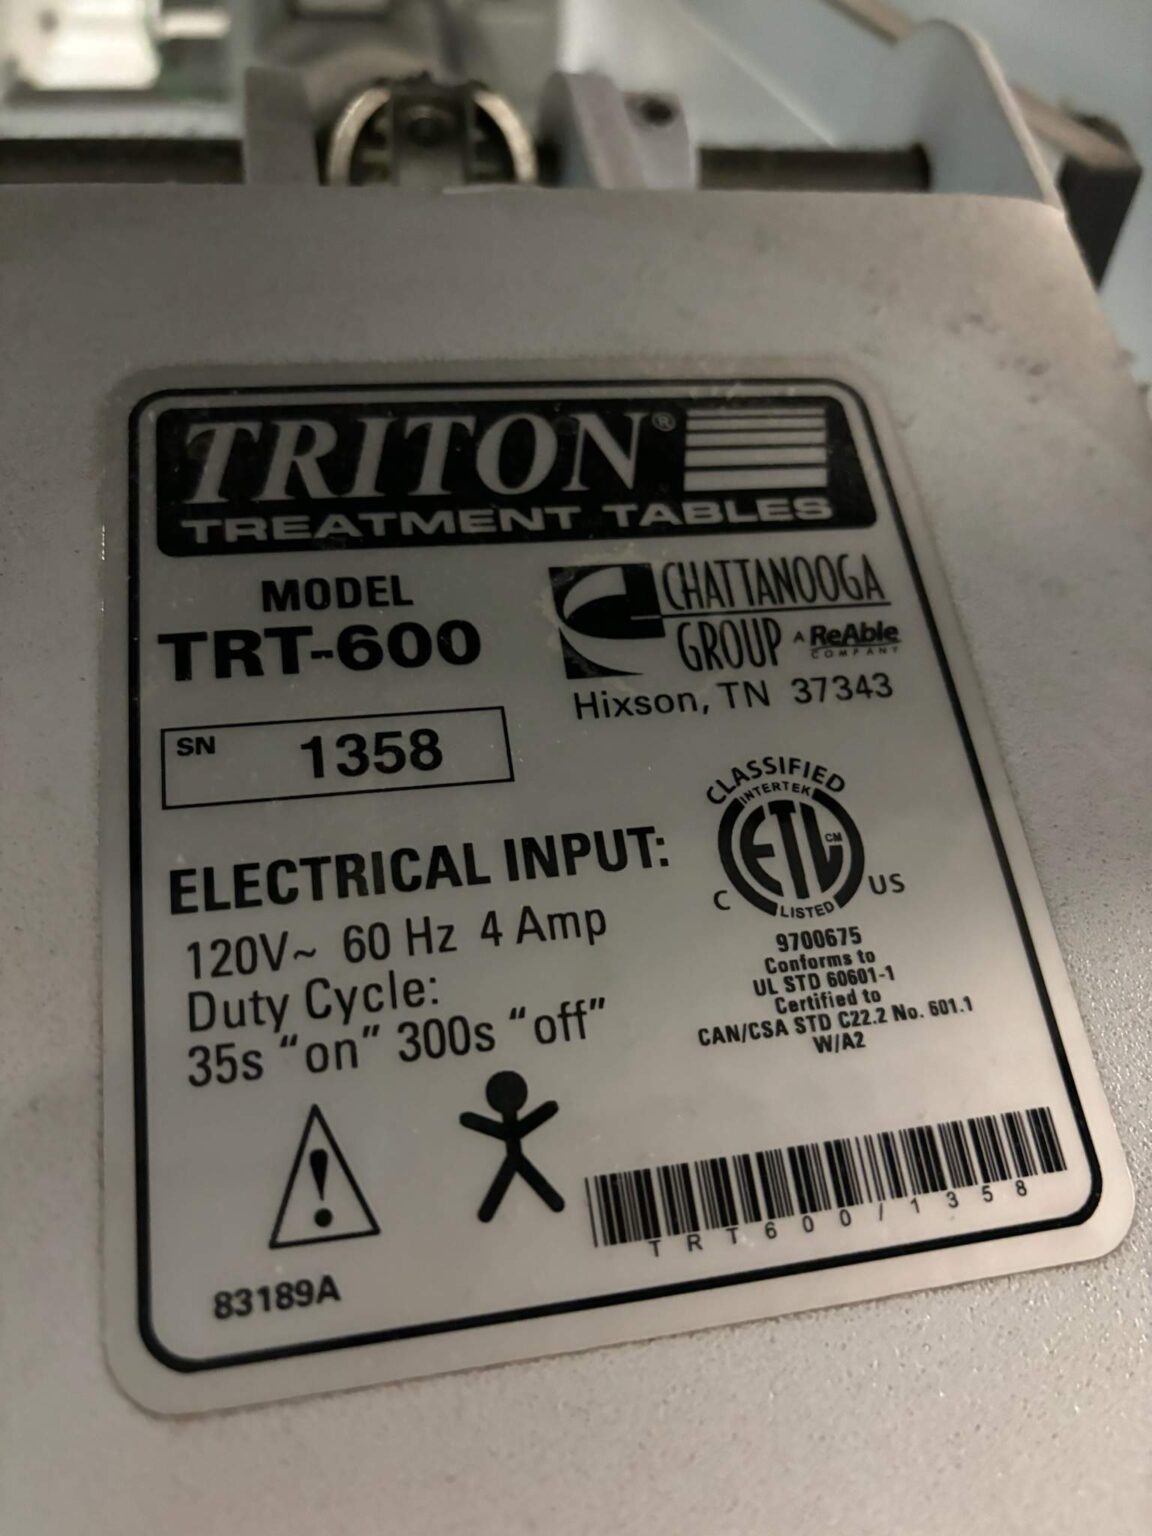 TRITON®
TREATMENT TABLES
MODEL
TRT-600
CHATTANOOGA
GROUP A ReAble
COMPANY
Hixson, TN 37343
SN 1358
ELECTRICAL INPUT:
120V~ 60 Hz 4 Amp
Duty Cycle:
35s "on" 300s "off"
CLASSIFIED
INTERTEK
ETL CM
C LISTED US
9700675
Conforms to
UL STD 60601-1
Certified to
CAN/CSA STD C22.2 No. 601.1
W/A2
TRT600/1358
83189A